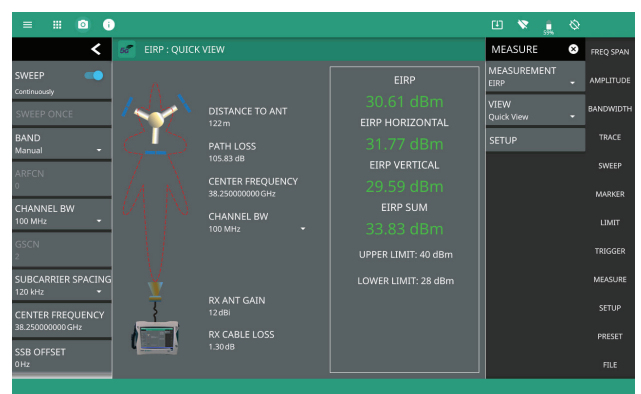 59%
EIRP : QUICK VIEW
MEASURE
FREQ SPAN
SWEEP
Continuously
SWEEP ONCE
BAND
Manual
ARFCN
0
CHANNEL BW
100 MHz
GSCN
2
SUBCARRIER SPACING
120 kHz
CENTER FREQUENCY
38.250000000 GHz
SSB OFFSET
0 Hz
DISTANCE TO ANT
122 m
PATH LOSS
105.83 dB
CENTER FREQUENCY
38.250000000 GHz
CHANNEL BW
100 MHz
RX ANT GAIN
12 dBi
RX CABLE LOSS
1.30 dB
EIRP
30.61 dBm
EIRP HORIZONTAL
31.77 dBm
EIRP VERTICAL
29.59 dBm
EIRP SUM
33.83 dBm
UPPER LIMIT: 40 dBm
LOWER LIMIT: 28 dBm
MEASUREMENT
EIRP
VIEW
Quick View
SETUP
AMPLITUDE
BANDWIDTH
TRACE
SWEEP
MARKER
LIMIT
TRIGGER
MEASURE
SETUP
PRESET
FILE